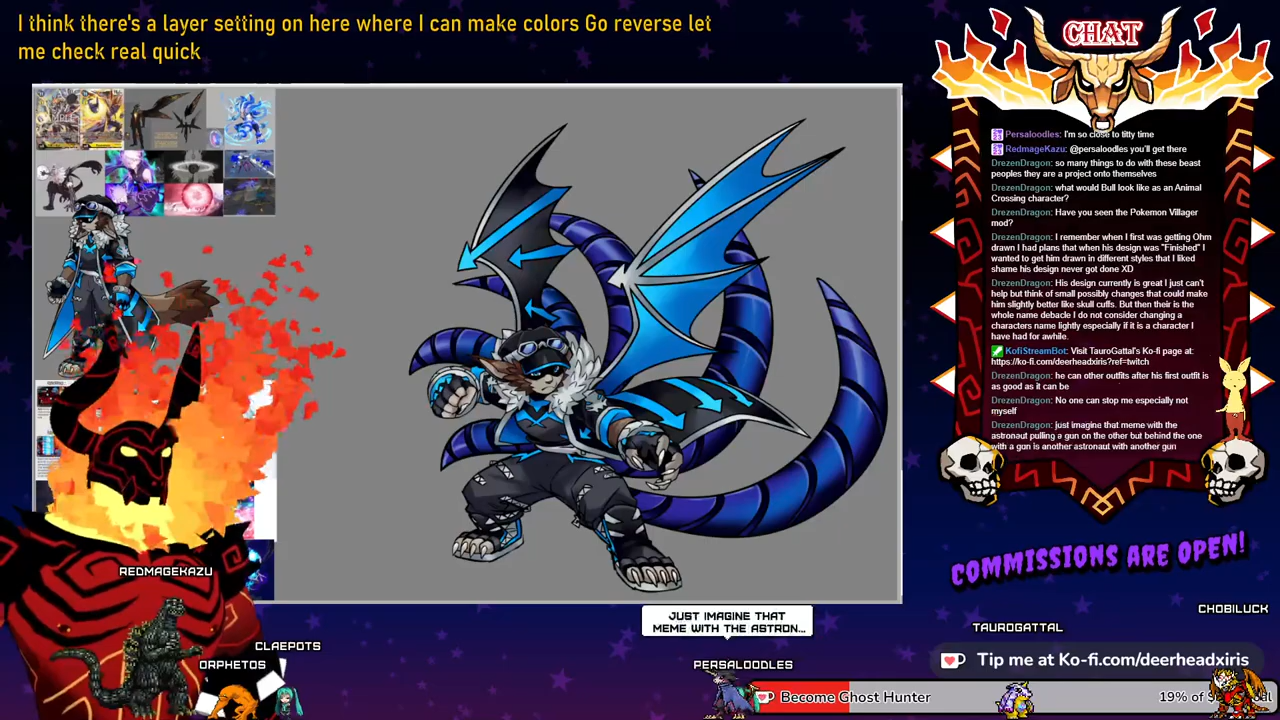 I think there's a layer setting on here where I can make colors Go reverse let
me check real quick
CHAT
Persaloodles: I'm so close to titty time
RedmageKazu: @persaloodles you'll get there
DrezenDragon: so many things to do with these beast
peoples they are a project onto themselves
DrezenDragon: what would Bull look like as an Animal
Crossing character?
DrezenDragon: Have you seen the Pokemon Villager
mod?
DrezenDragon: I remember when I first was getting Ohm
drawn I had plans that when his design was "Finished" I
wanted to get him drawn in different styles that I liked
shame his design never got done XD
DrezenDragon: His design currently is great I just can't
help but think of small possibly changes that could make
him slightly better like skull cuffs. But then their is the
whole name debacle I do not consider changing a
characters name lightly especially if it is a character I
have had for awhile.
KofiStreamBot: Visit TauroGattal's Ko-fi page at:
https://ko-fi.com/deerheadxiris?ref=twitch
DrezenDragon: he can other outfits after his first outfit is
as good as it can be
DrezenDragon: No one can stop me especially not
myself
DrezenDragon: just imagine that meme with the
astronaut pulling a gun on the other but behind the one
with a gun is another astronaut with another gun
COMMISSIONS ARE OPEN!
REDMAGEKAZU
CLAEPOTS
ORPHETOS
JUST IMAGINE THAT
MEME WITH THE ASTRON...
PERSALOODLES
CHOBILUCK
TAUROGATTAL
Tip me at Ko-fi.com/deerheadxiris
Become Ghost Hunter
19% of